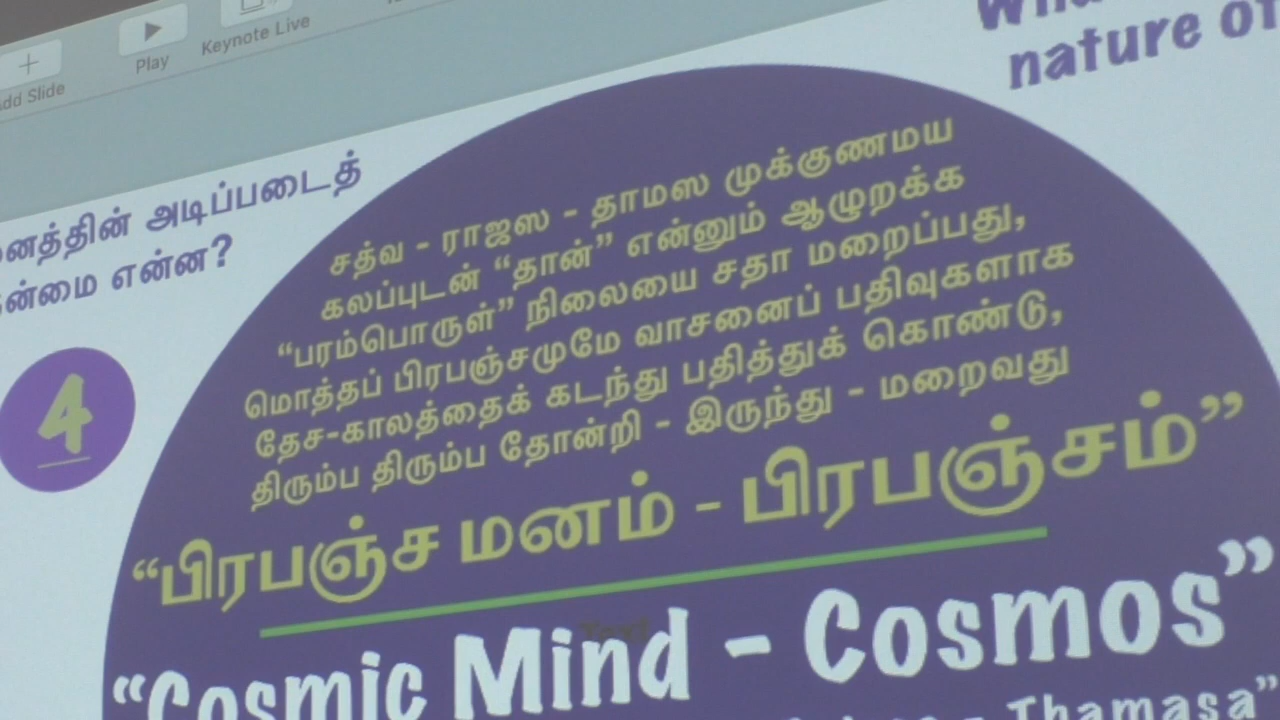 Add Slide
Play
Keynote Live
nature of
னத்தின் அடிப்படைத்
ன்மை என்ன?
4
சத்வ - ராஜஸ - தாமஸ முக்குணமய
கலப்புடன் “தான்” என்னும் ஆழுறக்க
“பரம்பொருள்” நிலையை சதா மறைப்பது,
மொத்தப் பிரபஞ்சமுமே வாசனைப் பதிவுகளாக
தேச-காலத்தைக் கடந்து பதித்துக் கொண்டு,
திரும்ப திரும்ப தோன்றி - இருந்து - மறைவது
“பிரபஞ்ச மனம் - பிரபஞ்சம்”
“Cosmic Mind - Cosmos”
- Thamasa”